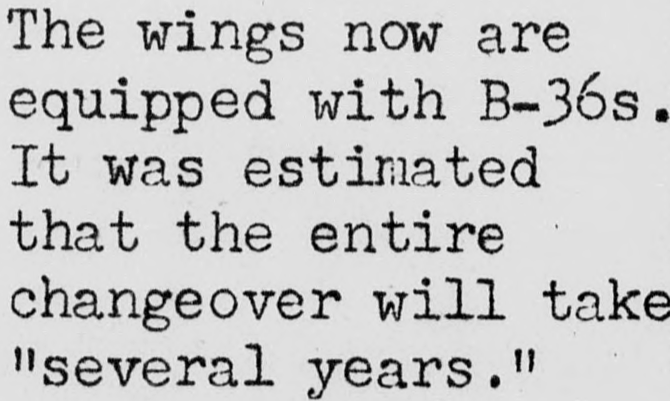 The wings now are
equipped with B-36s.
It was estimated
that the entire
changeover will take
"several years."